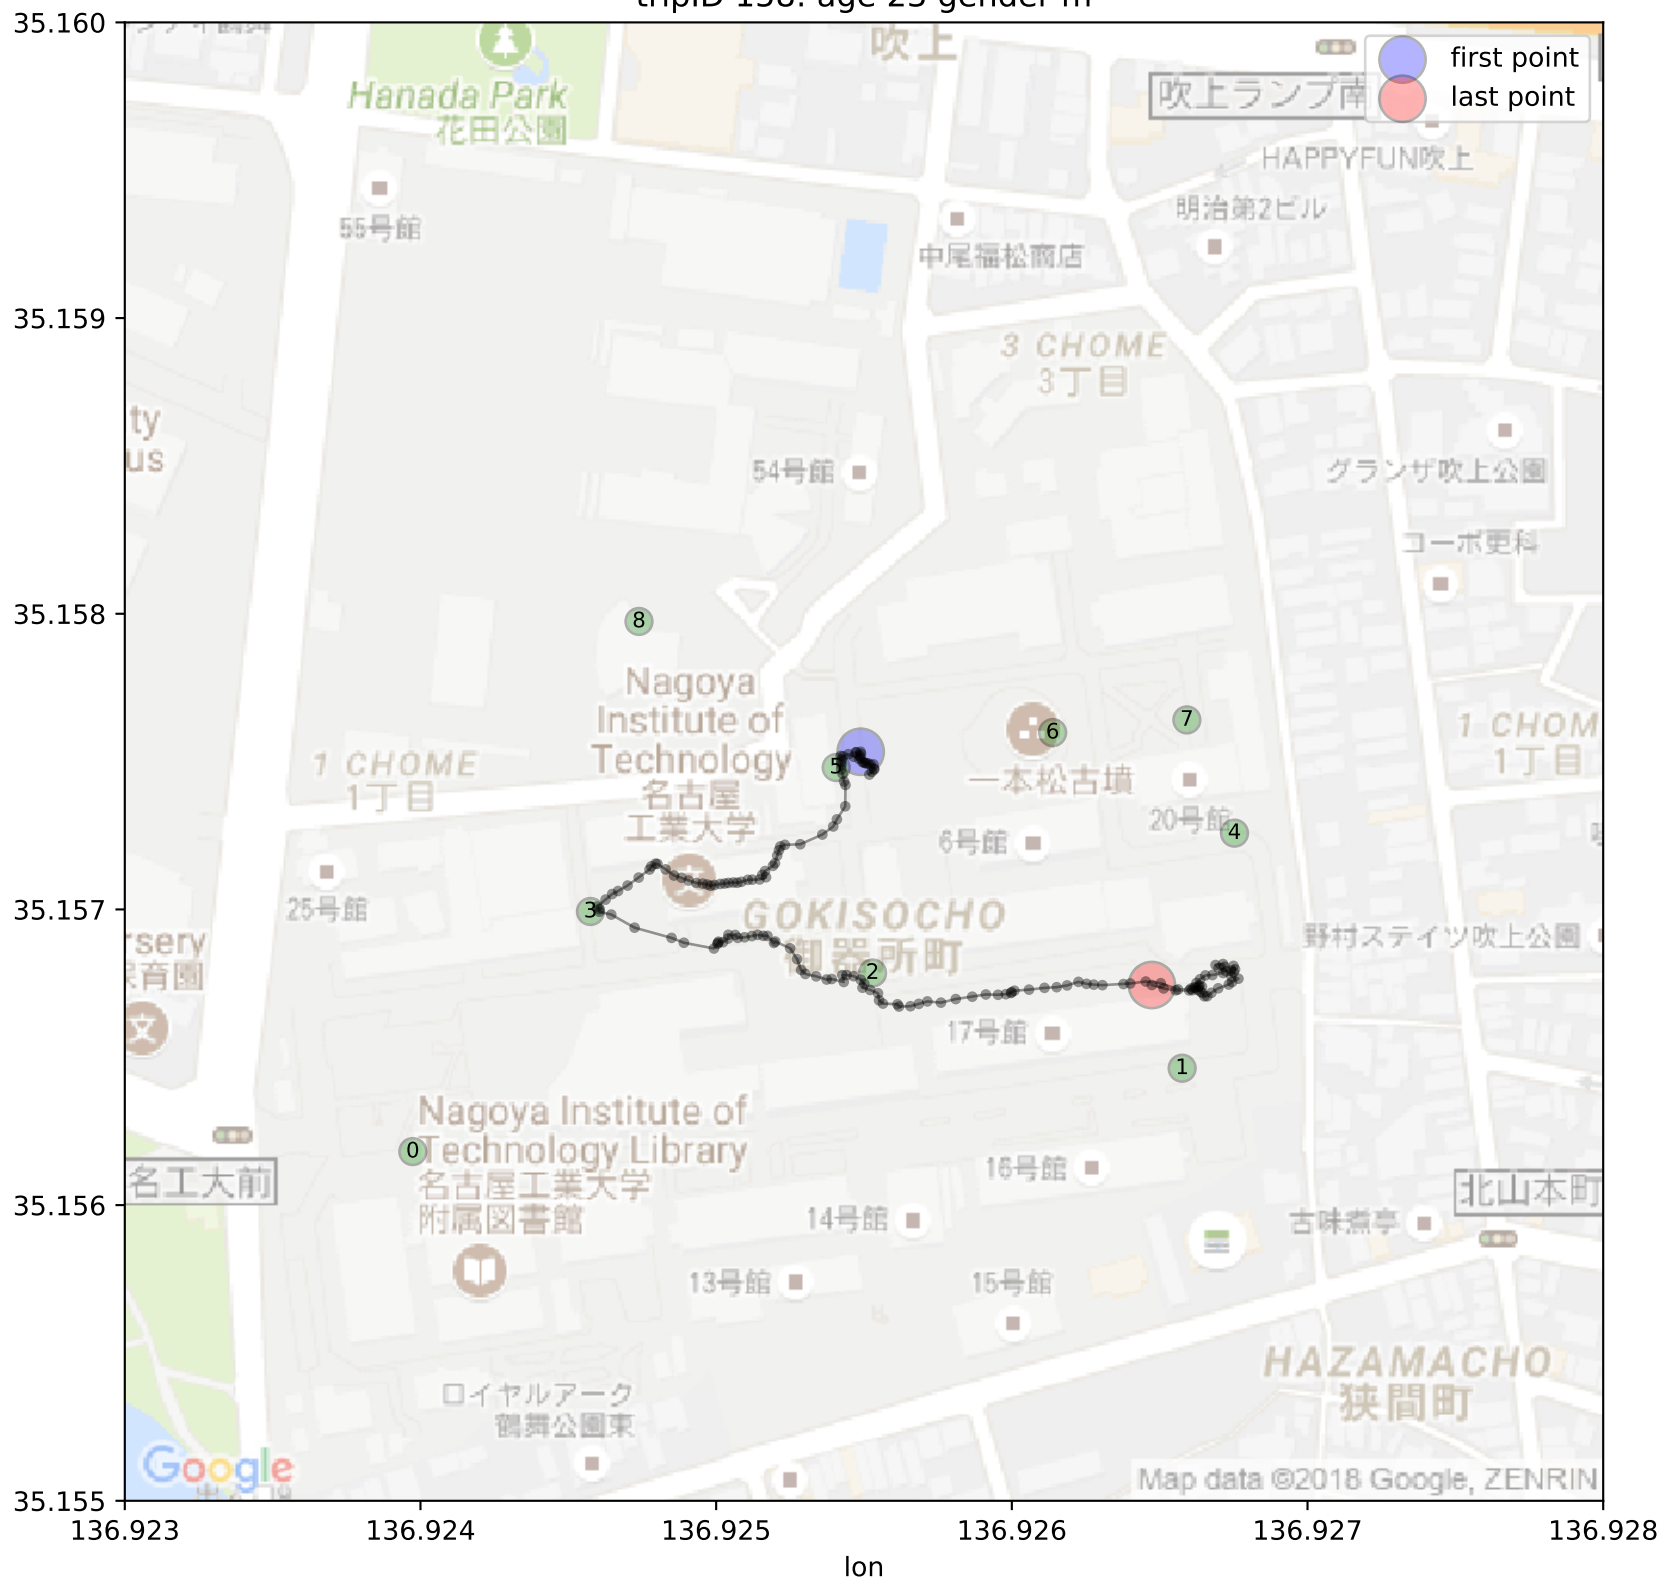 35.160
35.159
35.158
35.157
35.156
35.155
136.923
136.924
136.925
136.926
136.927
136.928
lon
first point
last point
吹上
吹上ランプ南
Hanada Park
花田公園
HAPPYFUN吹上
明治第2ビル
55号館
中尾福松商店
3 CHOME
3丁目
54号館
グランザ吹上公園
コーポ更科
8
Nagoya
Institute of
Technology
名古屋
工業大学
7
6
5
一本松古墳
1 CHOME
1丁目
1 CHOM
1丁目
20号館
4
6号館
25号館
3
GOKISOCHO
御器所町
2
野村ステイツ吹上公園
17号館
1
Nagoya Institute of
Technology Library
名古屋工業大学
附属図書館
0
名工大前
16号館
北山本町
14号館
古味煮亭
13号館
15号館
HAZAMACHO
狭間町
ロイヤルアーク
鶴舞公園東
Google
Map data ©2018 Google, ZENRIN